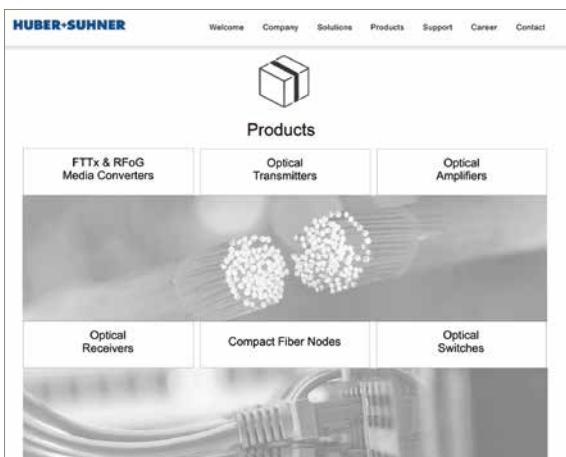 HUBER+SUHNER
Welcome Company Solutions Products Support Career Contact
Products
FTTx & RFoG
Media Converters
Optical
Transmitters
Optical
Amplifiers
Optical
Receivers
Compact Fiber Nodes
Optical
Switches